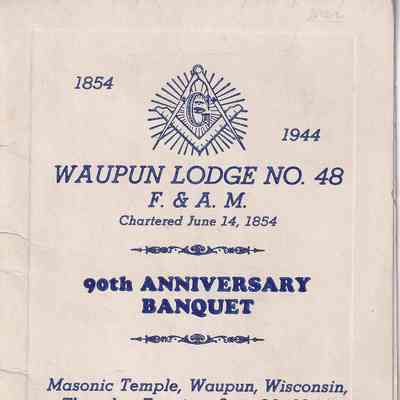 1854
G
1944
WAUPUN LODGE NO. 48
F. & A. M.
Chartered June 14, 1854
90th ANNIVERSARY
BANQUET
Masonic Temple, Waupun, Wisconsin,